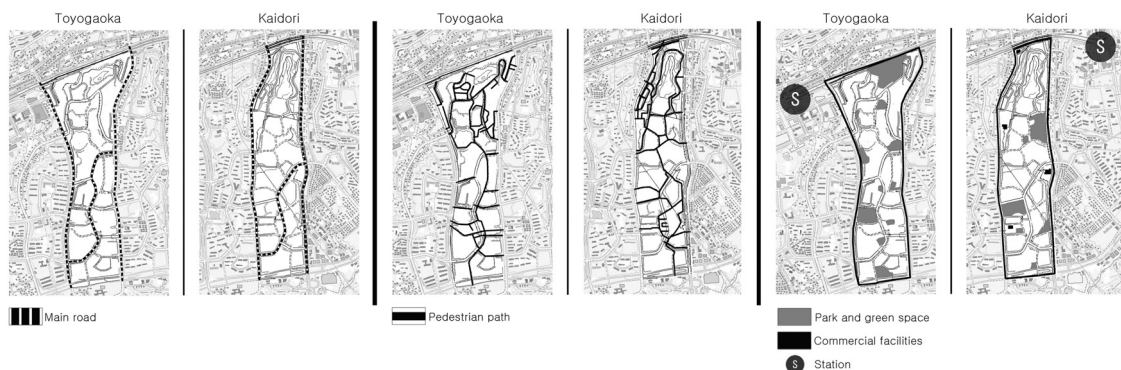 Toyogaoka
Kaidori
Toyogaoka
Kaidori
Toyogaoka
Kaidori
S
S
Main road
Pedestrian path
Park and green space
Commercial facilities
S Station